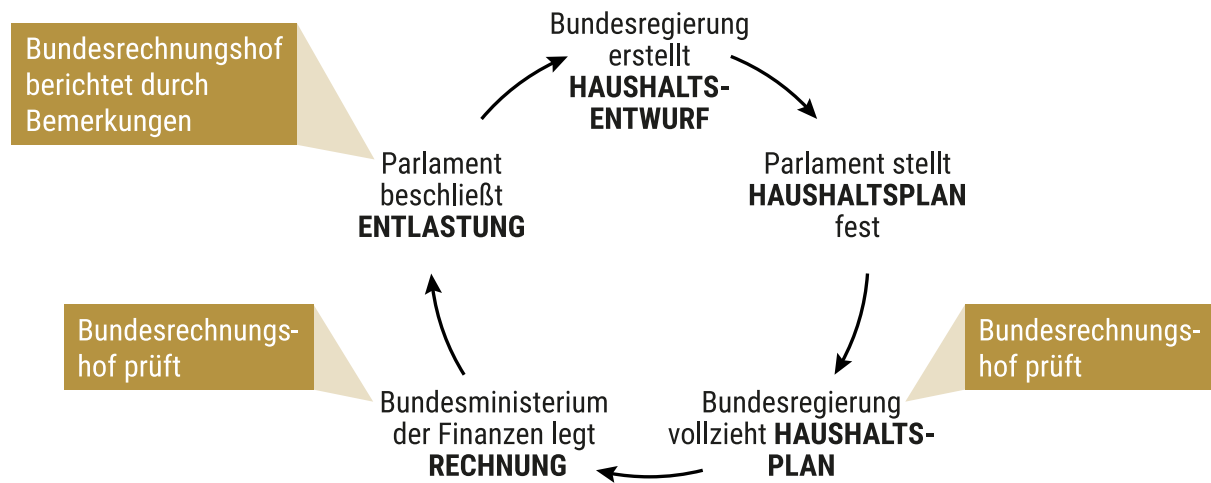 Bundesrechnungshof
berichtet durch
Bemerkungen
Bundesregierung
erstellt
HAUSHALTS-
ENTWURF
Parlament
beschließt
ENTLASTUNG
Parlament stellt
HAUSHALTSPLAN
fest
Bundesrechnungs-
hof prüft
Bundesrechnungs-
hof prüft
Bundesministerium
der Finanzen legt
RECHNUNG
Bundesregierung
vollzieht HAUSHALTS-
PLAN